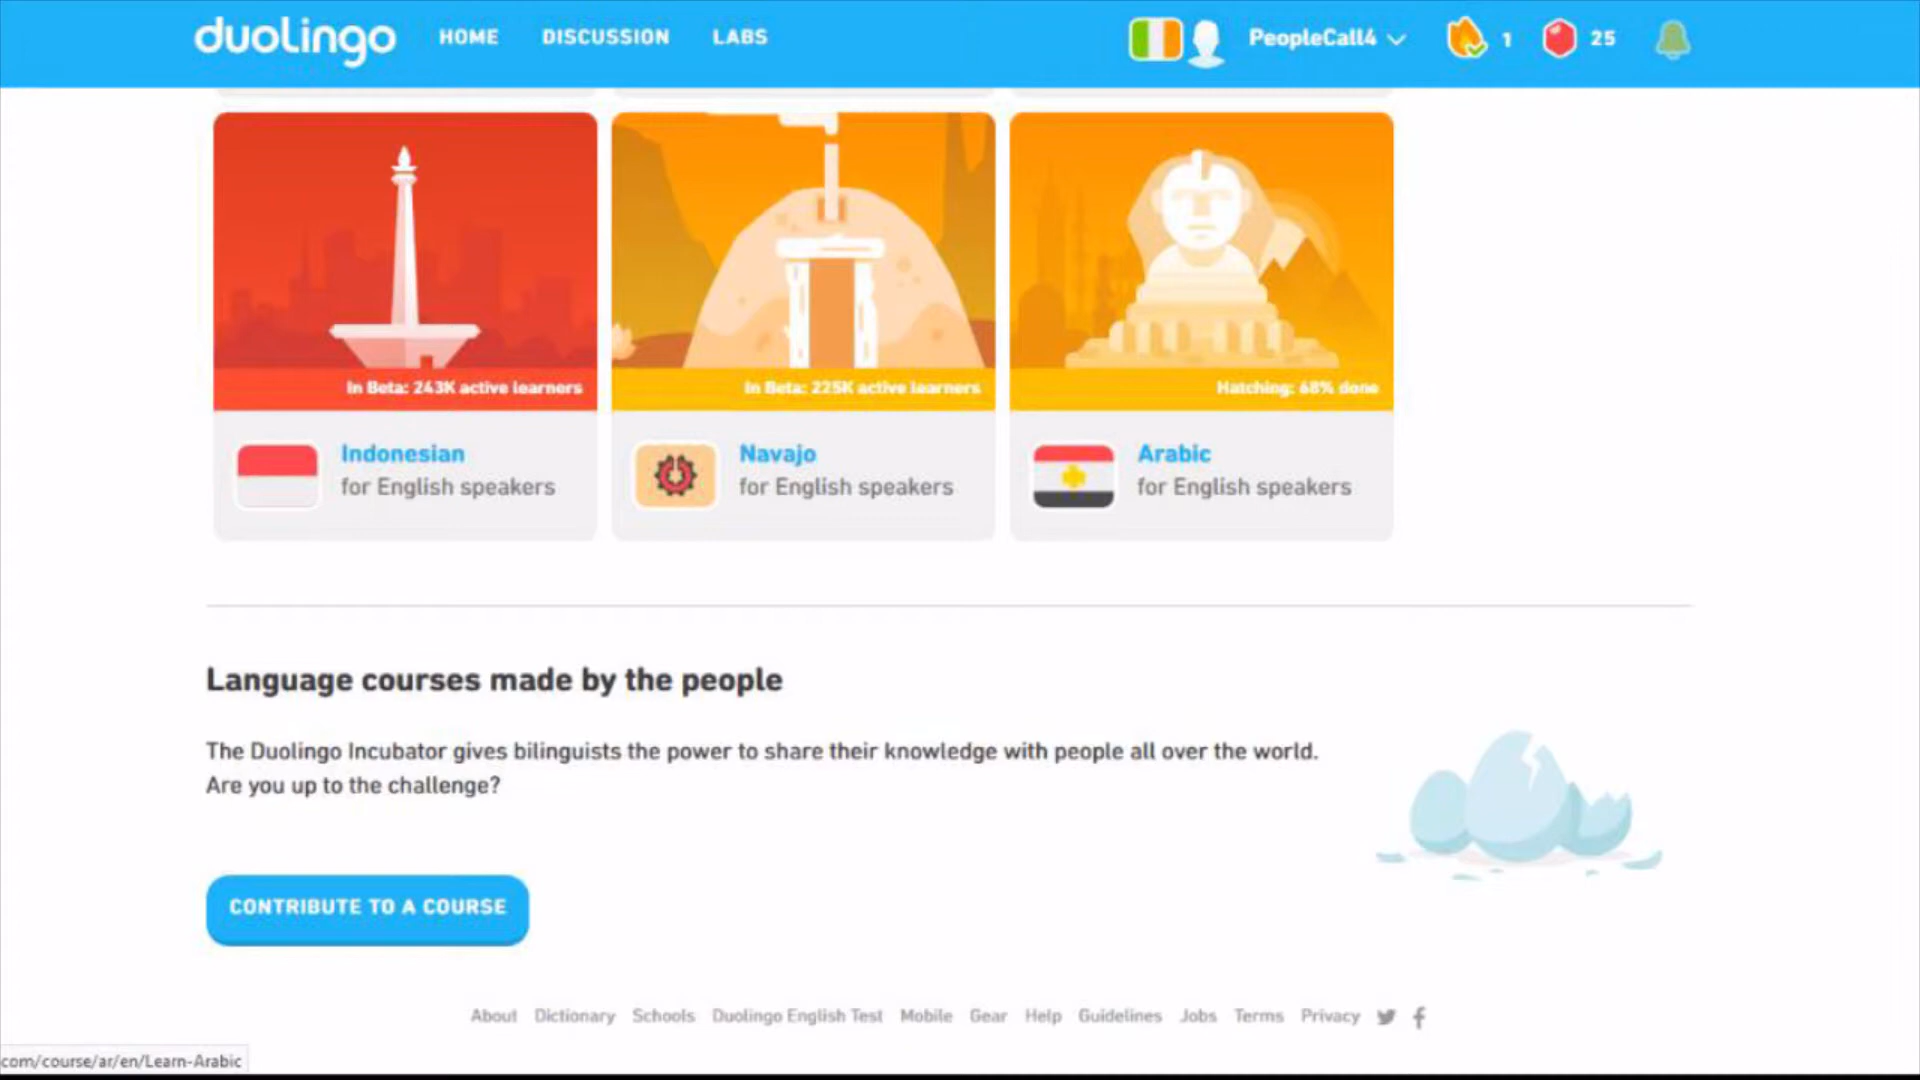 duolingo HOME DISCUSSION LABS PeopleCall4 1 25
In Beta: 243K active learners
In Beta: 225K active learners
Hatching: 68% done
Indonesian
for English speakers
Navajo
for English speakers
Arabic
for English speakers
Language courses made by the people
The Duolingo Incubator gives bilinguists the power to share their knowledge with people all over the world.
Are you up to the challenge?
CONTRIBUTE TO A COURSE
About Dictionary Schools Duolingo English Test Mobile Gear Help Guidelines Jobs Terms Privacy
com/course/ar/en/Learn-Arabic